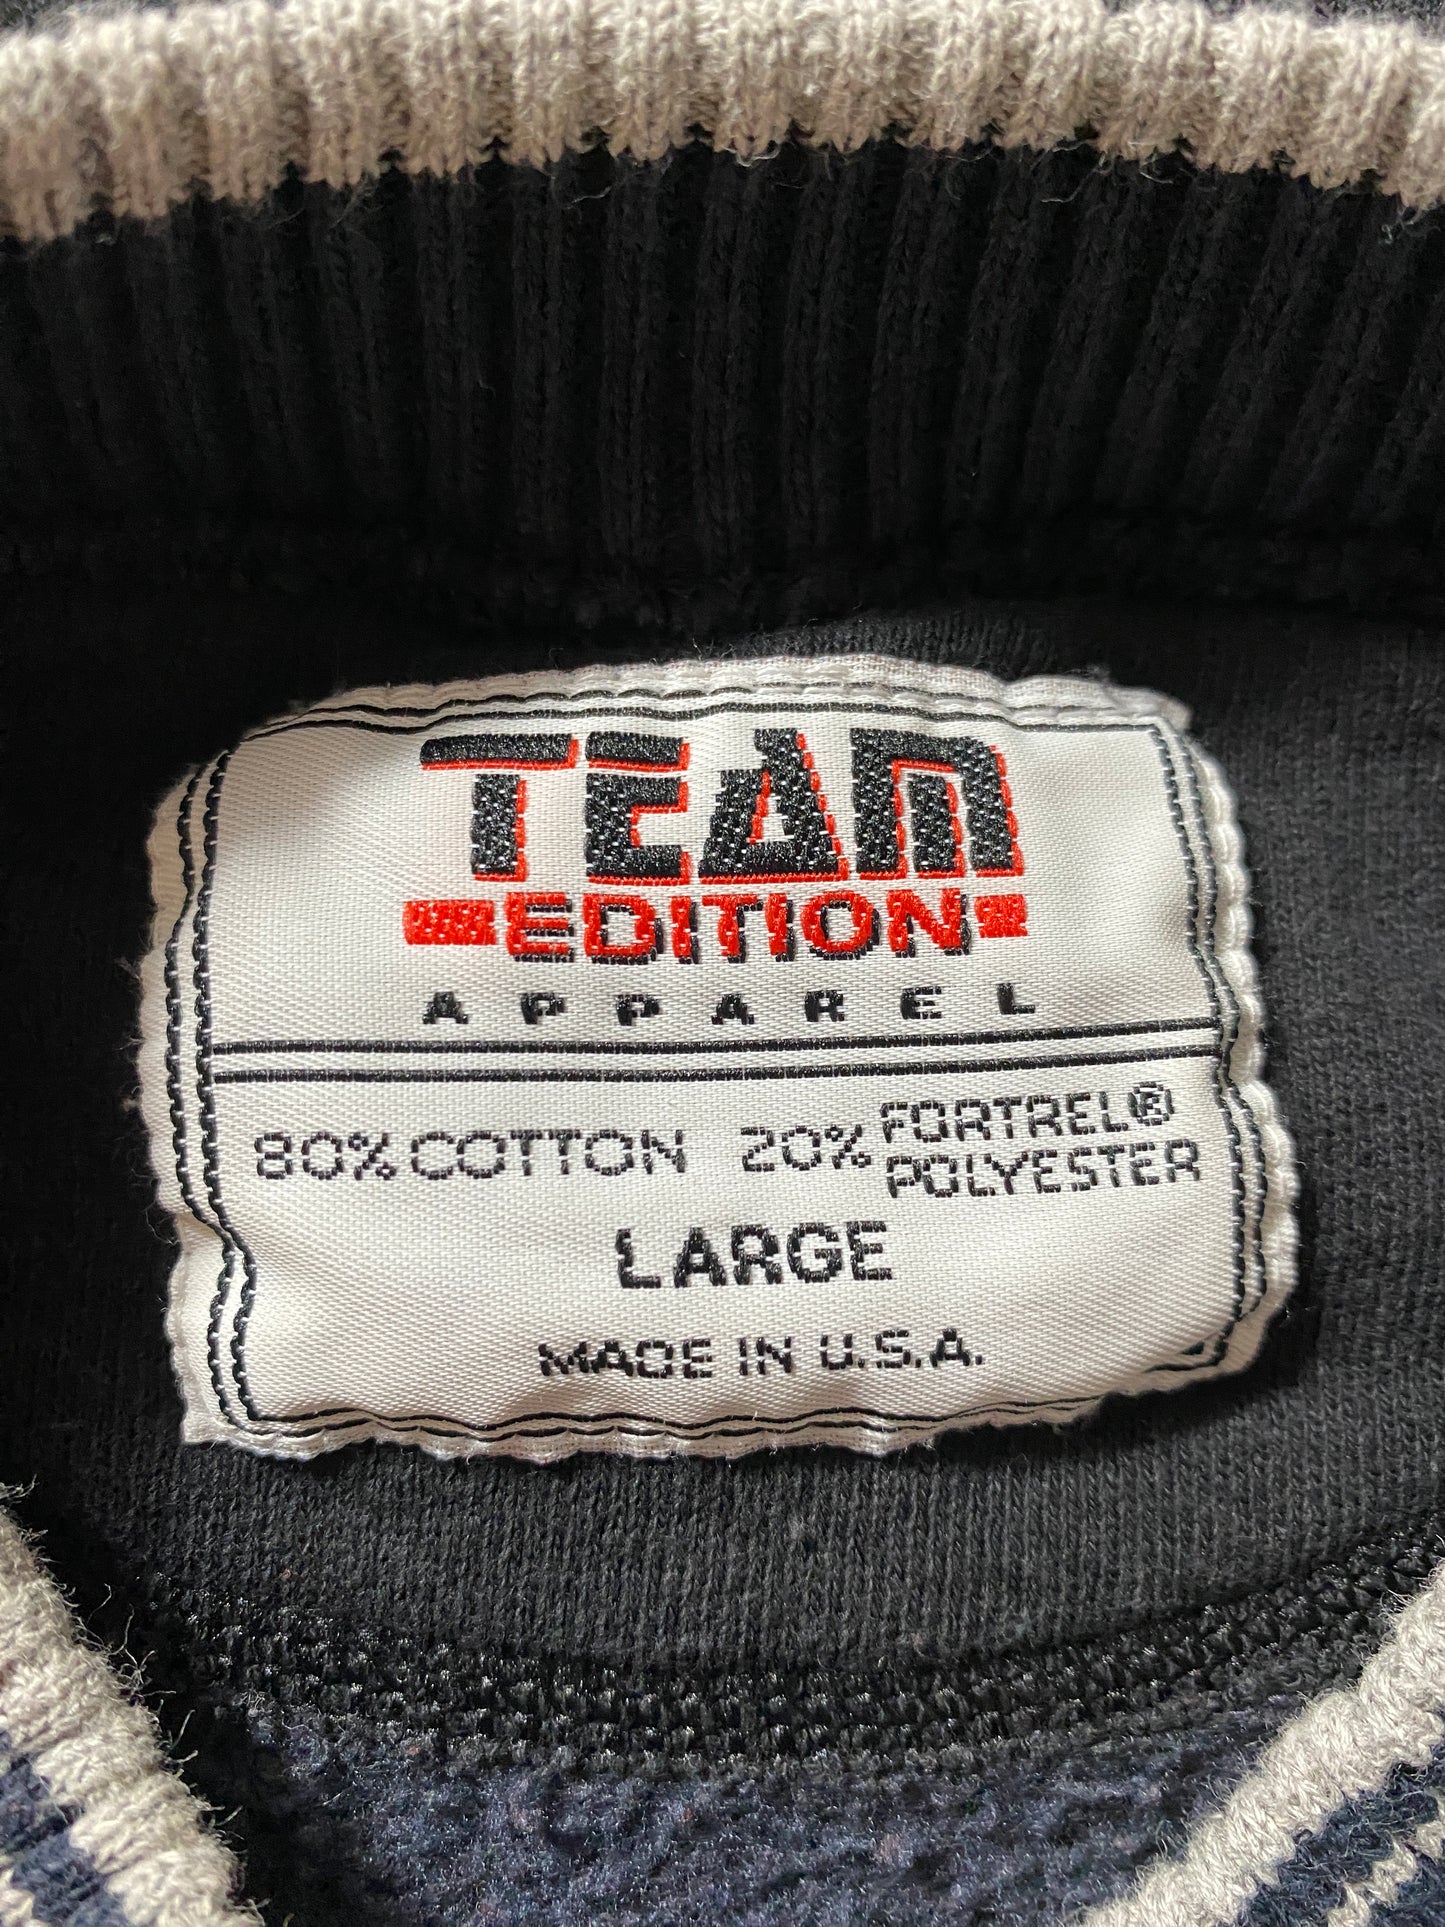 TEAM
EDITION
APPAREL
80% COTTON 20% FORTREL®
POLYESTER
LARGE
MADE IN U.S.A.